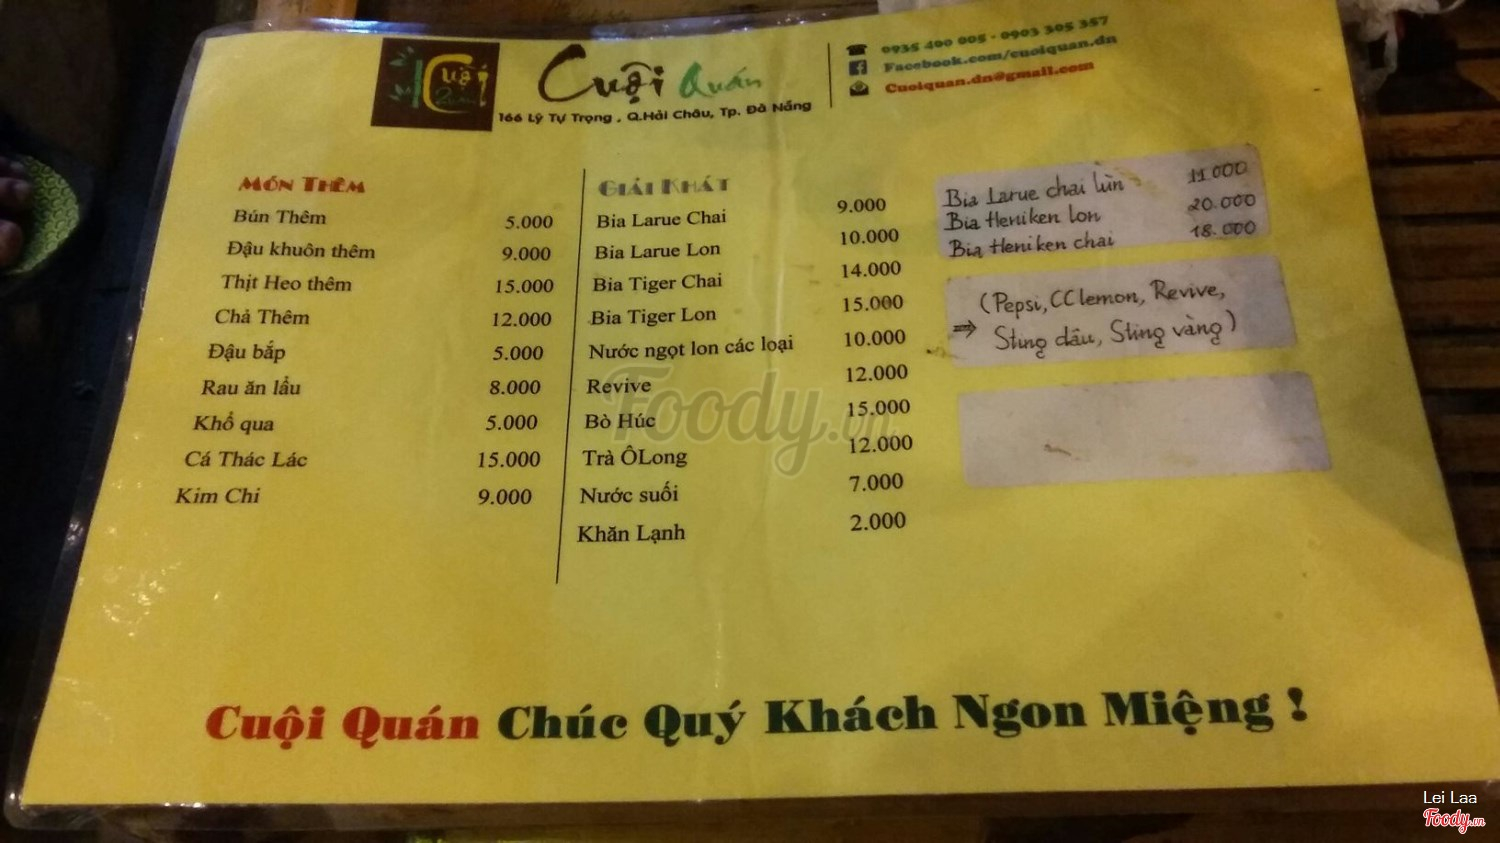 Cuội Quán
Cuội Quán
166 Lý Tự Trọng , Q.Hải Châu, Tp. Đà Nẵng
0935 400 005 - 0903 305 357
Facebook.com/cuoiquan.dn
Cuoiquan.dn@gmail.com
MÓN THÊM
Bún Thêm 5.000
Đậu khuôn thêm 9.000
Thịt Heo thêm 15.000
Chả Thêm 12.000
Đậu bắp 5.000
Rau ăn lẩu 8.000
Khổ qua 5.000
Cá Thác Lác 15.000
Kim Chi 9.000
GIẢI KHÁT
Bia Larue Chai 9.000
Bia Larue Lon 10.000
Bia Tiger Chai 14.000
Bia Tiger Lon 15.000
Nước ngọt lon các loại 10.000
Revive 12.000
Bò Húc 15.000
Trà ÔLong 12.000
Nước suối 7.000
Khăn Lạnh 2.000
Bia Larue chai lùn 11.000
Bia Heniken lon 20.000
Bia Heniken chai 18.000
(Pepsi, CC lemon, Revive,
⇒ Sting dâu, Sting vàng)
Foody.vn
Cuội Quán Chúc Quý Khách Ngon Miệng !
Lei Laa
Foody.vn